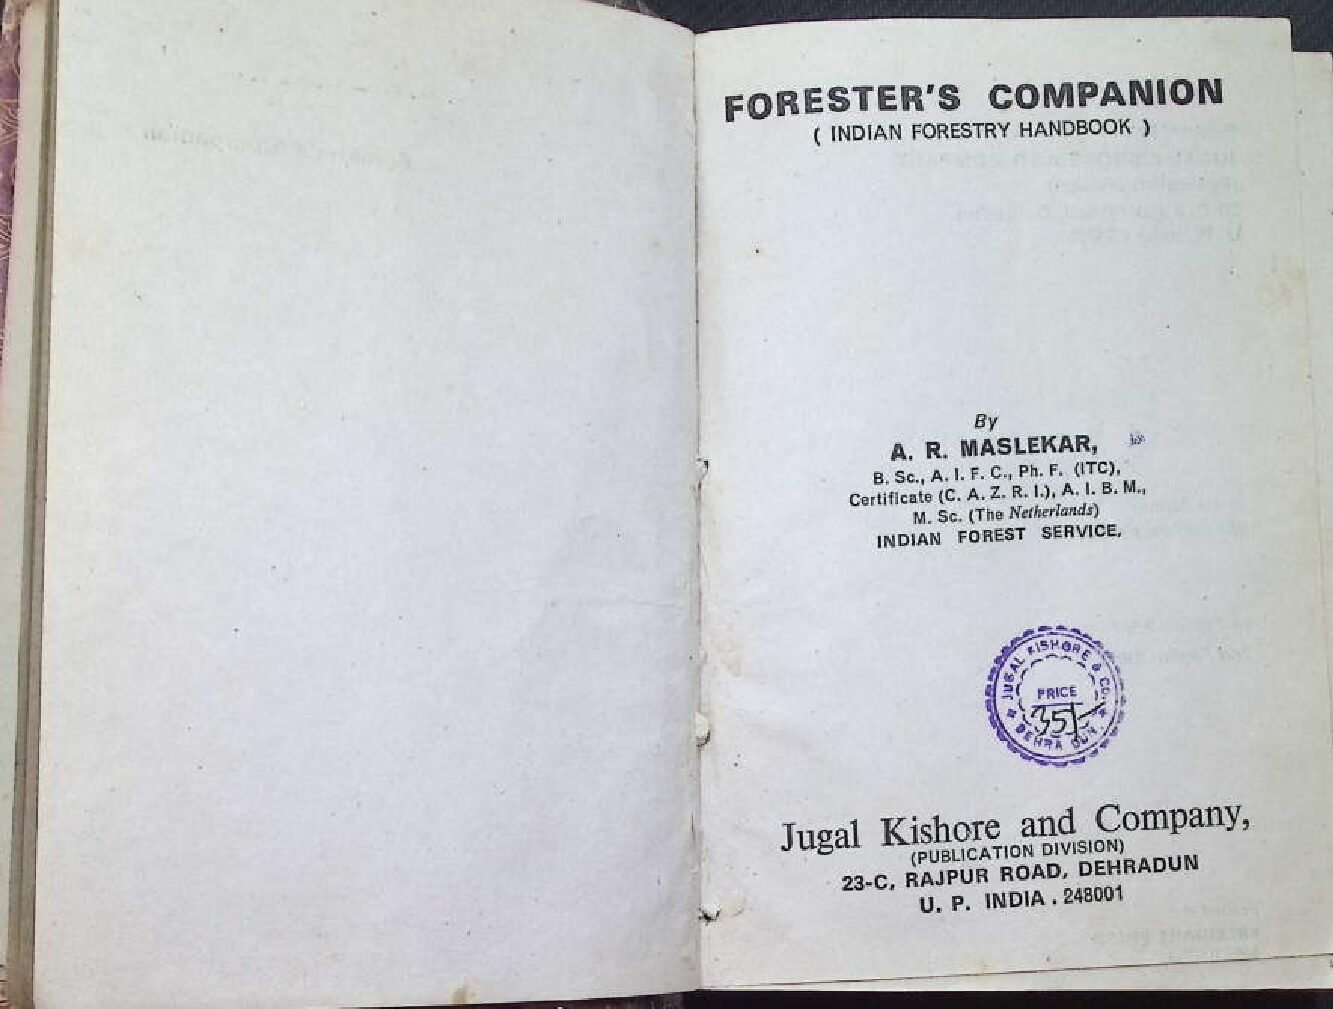 FORESTER'S COMPANION
( INDIAN FORESTRY HANDBOOK )
By
A. R. MASLEKAR,
B. Sc., A. I. F. C., Ph. F. (ITC),
Certificate (C. A. Z. R. I.), A. I. B. M.,
M. Sc. (The Netherlands)
INDIAN FOREST SERVICE,
JUGAL KISHORE & CO.
PRICE
35/-
DEHRA DUN.
Jugal Kishore and Company,
(PUBLICATION DIVISION)
23-C, RAJPUR ROAD, DEHRADUN
U. P. INDIA . 248001